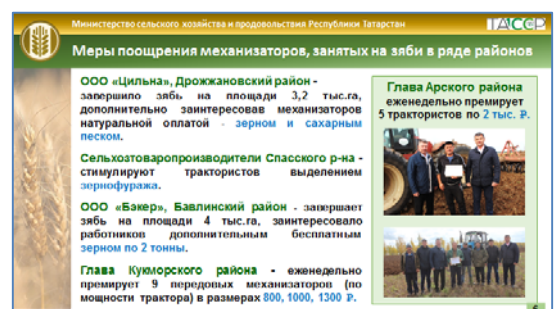 Министерство сельского хозяйства и продовольствия Республики Татарстан
ТАССР
Меры поощрения механизаторов, занятых на зяби в ряде районов
ООО «Цильна», Дрожжановский район -
завершило зябь на площади 3,2 тыс.га,
дополнительно заинтересовав механизаторов
натуральной оплатой - зерном и сахарным
песком.
Сельхозтоваропроизводители Спасского р-на -
стимулируют трактористов выделением
зернофуража.
ООО «Бэкер», Бавлинский район - завершает
зябь на площади 4 тыс.га, заинтересовало
работников дополнительным бесплатным
зерном по 2 тонны.
Глава Кукморского района - еженедельно
премирует 9 передовых механизаторов (по
мощности трактора) в размерах 800, 1000, 1300 ₽.
Глава Арского района
еженедельно премирует
5 трактористов по 2 тыс. ₽.